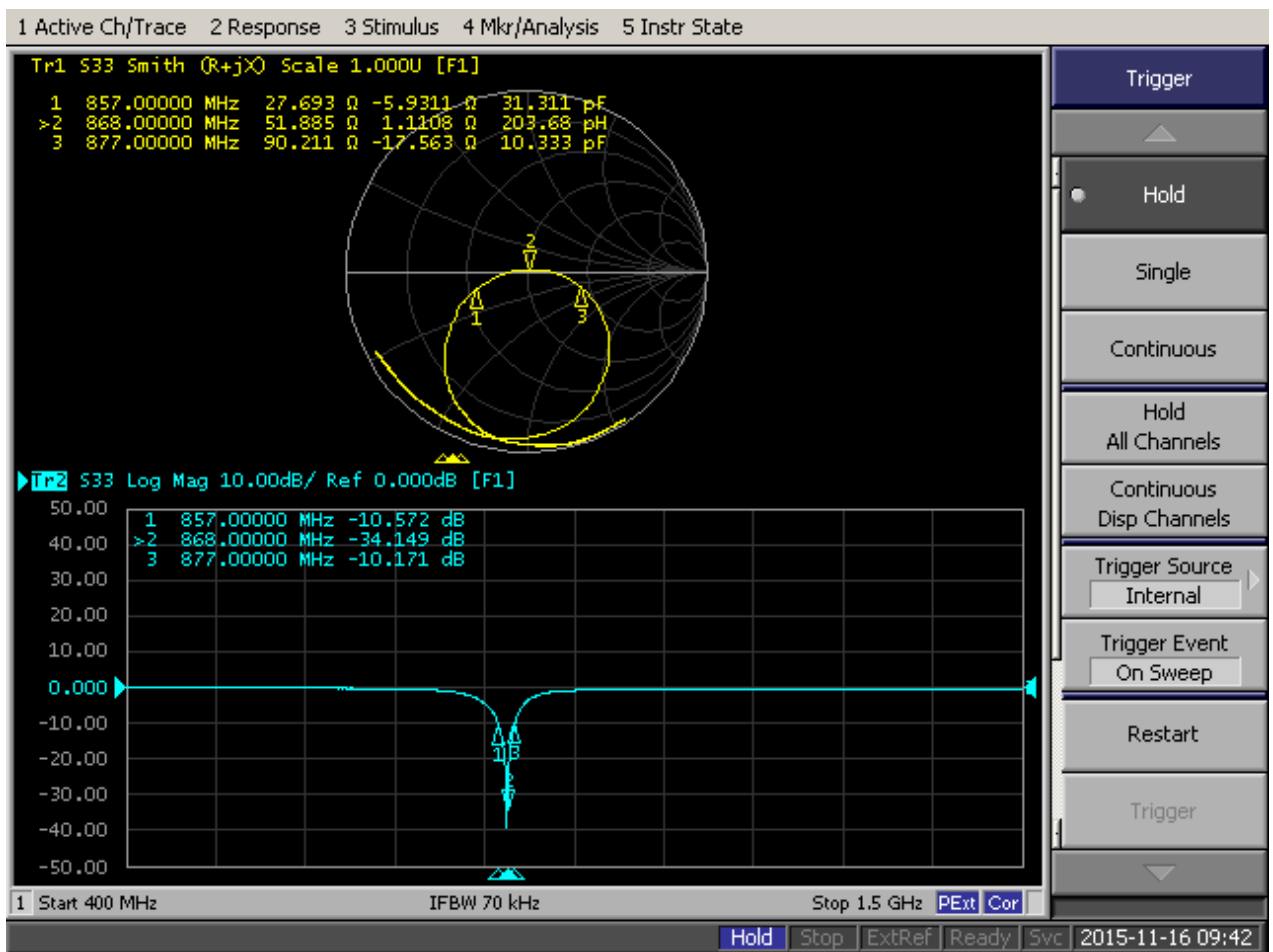 1 Active Ch/Trace 2 Response 3 Stimulus 4 Mkr/Analysis 5 Instr State
Tr1 S33 Smith (R+jX) Scale 1.000U [F1]
1 857.00000 MHz 27.693 Ω -5.9311 Ω 31.311 pF
>2 868.00000 MHz 51.885 Ω 1.1108 Ω 203.68 pH
3 877.00000 MHz 90.211 Ω -17.563 Ω 10.333 pF
2
1
3
Tr2 S33 Log Mag 10.00dB/ Ref 0.000dB [F1]
50.00
1 857.00000 MHz -10.572 dB
40.00
>2 868.00000 MHz -34.149 dB
3 877.00000 MHz -10.171 dB
30.00
20.00
10.00
0.000
-10.00
1 3
-20.00
2
-30.00
-40.00
-50.00
1 Start 400 MHz IFBW 70 kHz Stop 1.5 GHz PExt Cor
Trigger
Hold
Single
Continuous
Hold
All Channels
Continuous
Disp Channels
Trigger Source
Internal
Trigger Event
On Sweep
Restart
Trigger
Hold Stop ExtRef Ready Svc 2015-11-16 09:42